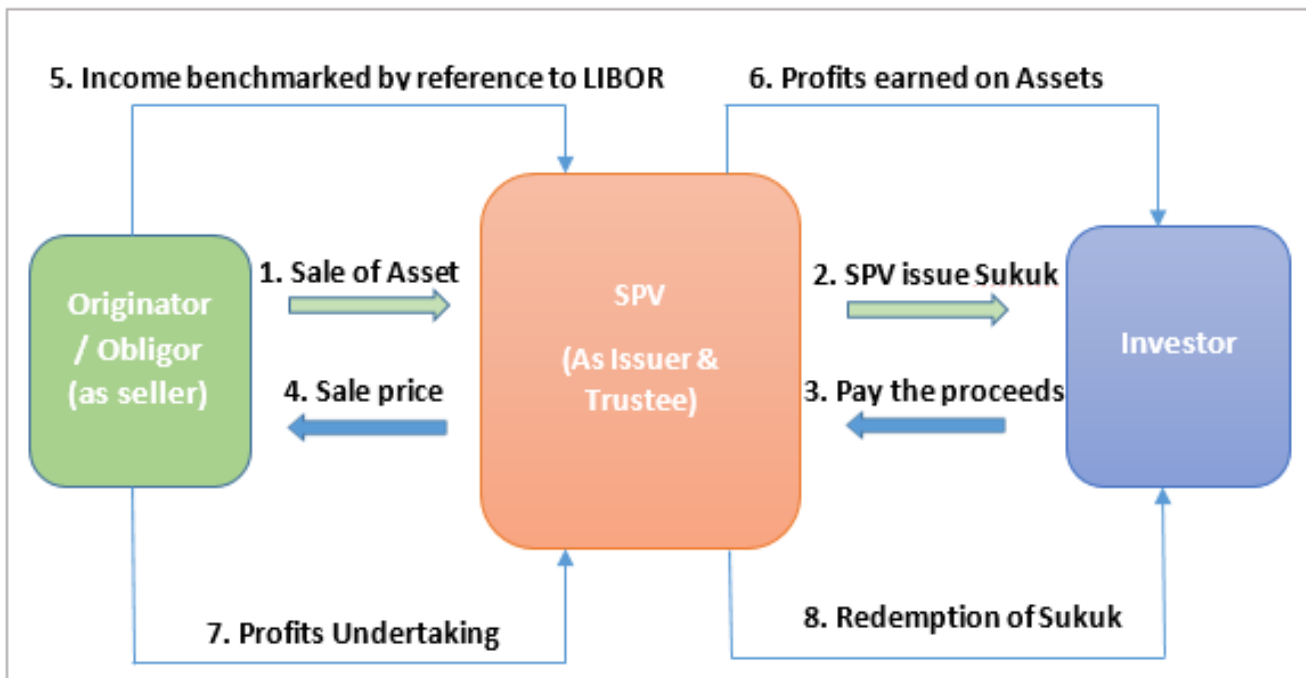 5. Income benchmarked by reference to LIBOR
6. Profits earned on Assets
Originator
/ Obligor
(as seller)
1. Sale of Asset
4. Sale price
SPV
(As Issuer &
Trustee)
2. SPV issue Sukuk
3. Pay the proceeds
Investor
7. Profits Undertaking
8. Redemption of Sukuk